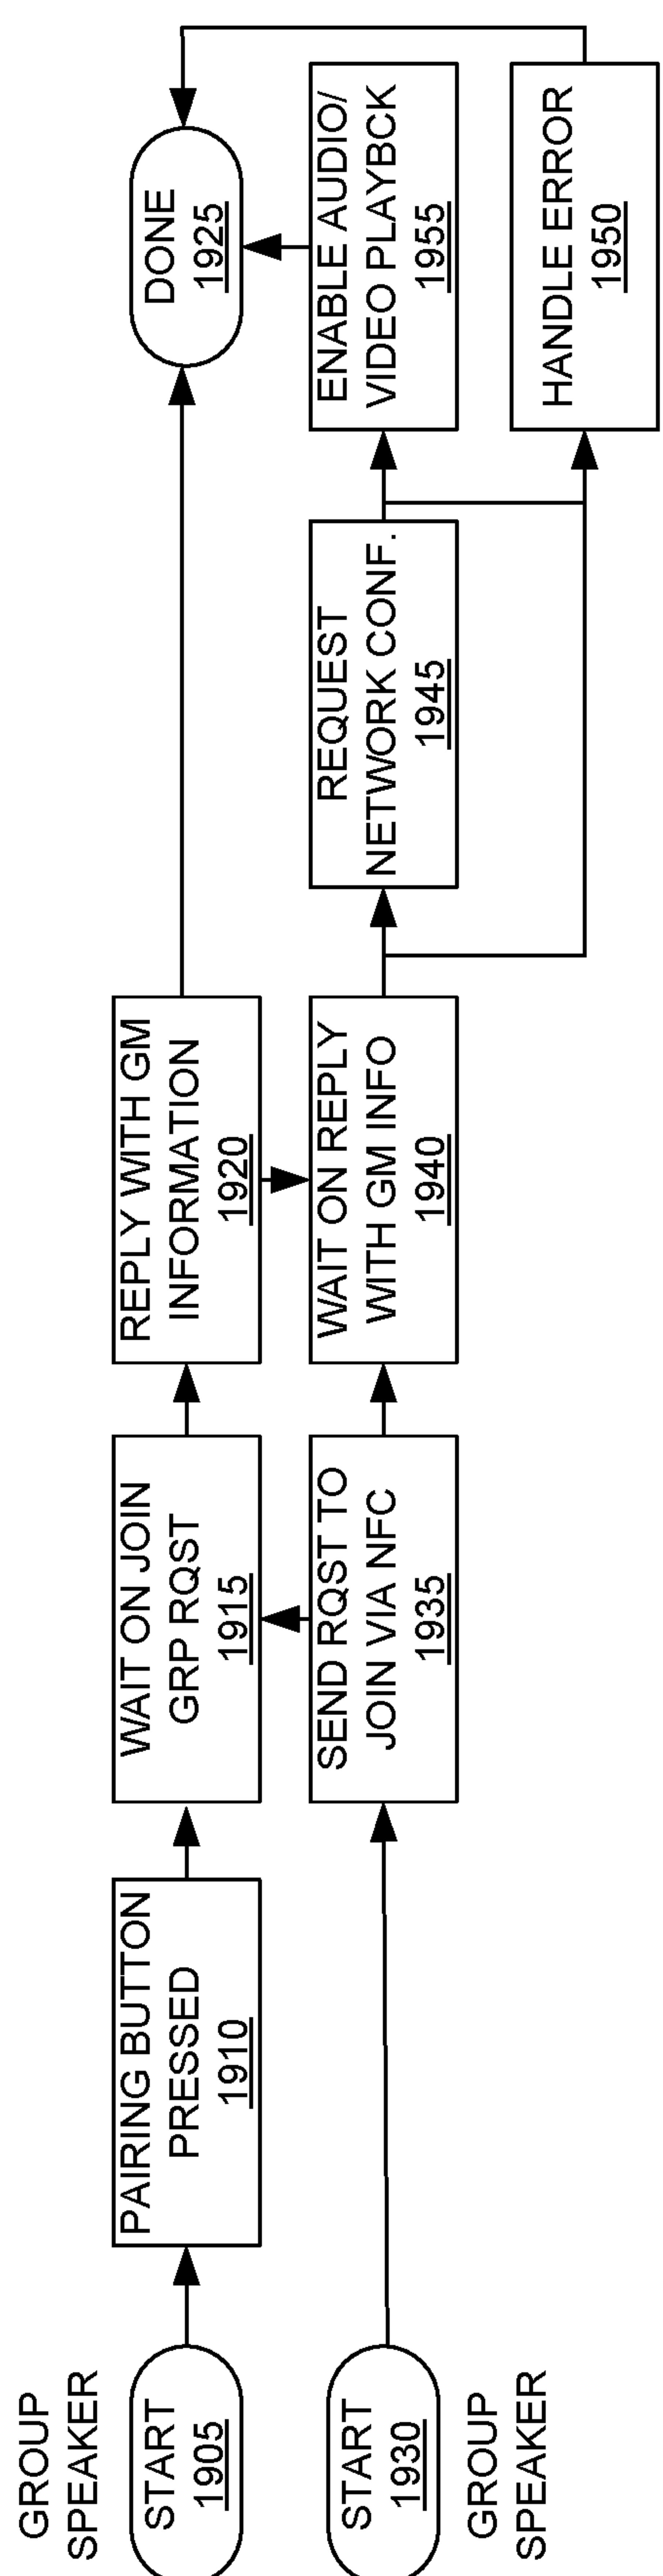 GROUP
SPEAKER
START
1905
PAIRING BUTTON
PRESSED
1910
WAIT ON JOIN
GRP RQST
1915
REPLY WITH GM
INFORMATION
1920
DONE
1925
START
1930
GROUP
SPEAKER
SEND RQST TO
JOIN VIA NFC
1935
WAIT ON REPLY
WITH GM INFO
1940
REQUEST
NETWORK CONF.
1945
ENABLE AUDIO/
VIDEO PLAYBCK
1955
HANDLE ERROR
1950